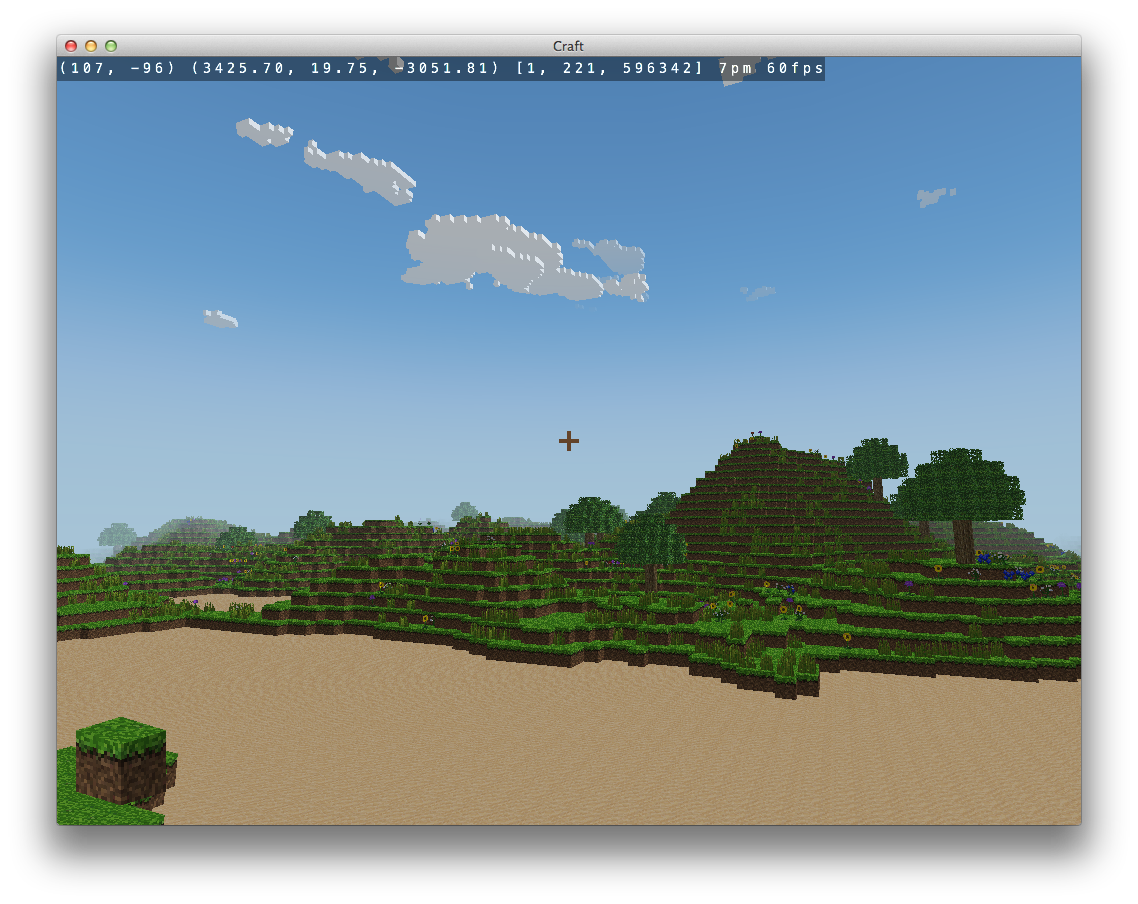 Craft
(107, -96) (3425.70, 19.75, -3051.81) [1, 221, 596342] 7pm 60fps